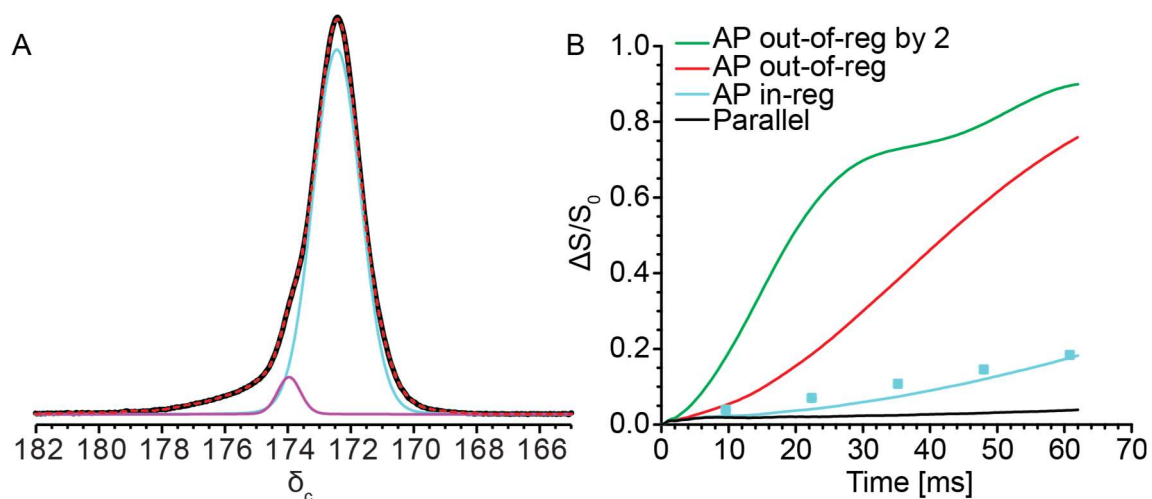 A
182 180 178 176 174 172 170 168 166
δc
B
AP out-of-reg by 2
AP out-of-reg
AP in-reg
Parallel
1.0
0.8
0.6
0.4
0.2
0.0
ΔS/S0
0 10 20 30 40 50 60 70
Time [ms]